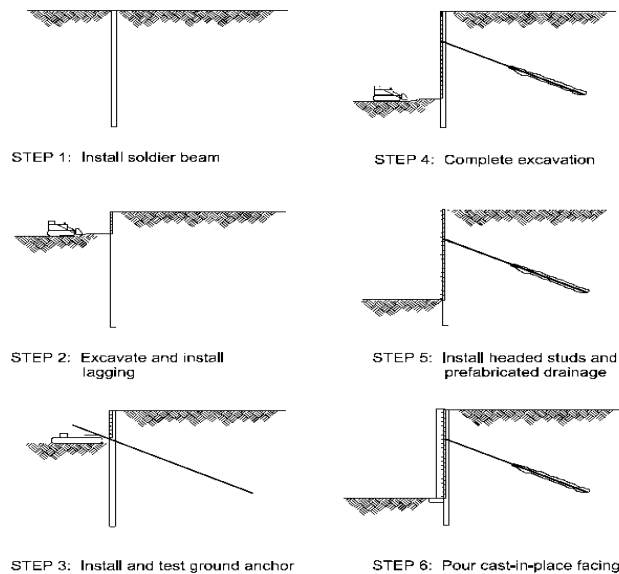 STEP 1: Install soldier beam
STEP 2: Excavate and install
lagging
STEP 3: Install and test ground anchor
STEP 4: Complete excavation
STEP 5: Install headed studs and
prefabricated drainage
STEP 6: Pour cast-in-place facing